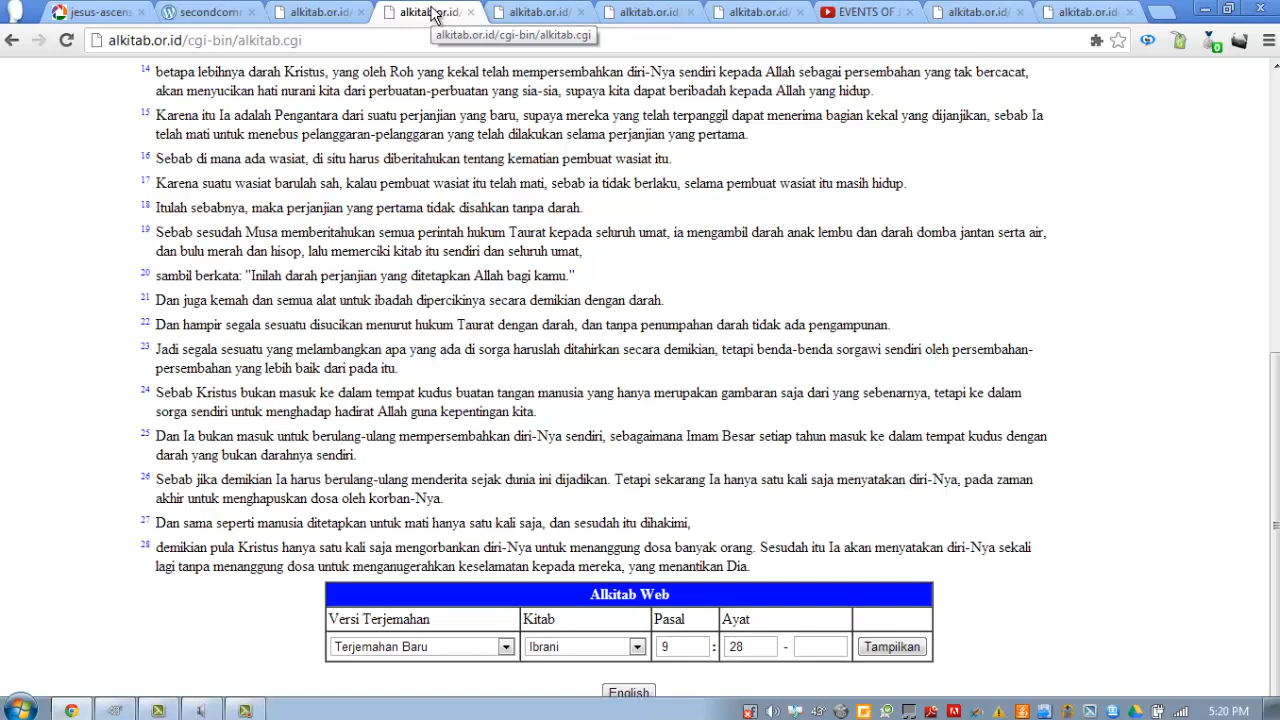 jesus-ascens
secondcomr
alkitab.or.id/
alkitab.or.id/
alkitab.or.id/
alkitab.or.id/
alkitab.or.id/
EVENTS OF
alkitab.or.id/
alkitab.or.id/
alkitab.or.id/cgi-bin/alkitab.cgi
alkitab.or.id/cgi-bin/alkitab.cgi
14 betapa lebihnya darah Kristus, yang oleh Roh yang kekal telah mempersembahkan diri-Nya sendiri kepada Allah sebagai persembahan yang tak bercacat,
akan menyucikan hati nurani kita dari perbuatan-perbuatan yang sia-sia, supaya kita dapat beribadah kepada Allah yang hidup.
15 Karena itu Ia adalah Pengantara dari suatu perjanjian yang baru, supaya mereka yang telah terpanggil dapat menerima bagian kekal yang dijanjikan, sebab Ia
telah mati untuk menebus pelanggaran-pelanggaran yang telah dilakukan selama perjanjian yang pertama.
16 Sebab di mana ada wasiat, di situ harus diberitahukan tentang kematian pembuat wasiat itu.
17 Karena suatu wasiat barulah sah, kalau pembuat wasiat itu telah mati, sebab ia tidak berlaku, selama pembuat wasiat itu masih hidup.
18 Itulah sebabnya, maka perjanjian yang pertama tidak disahkan tanpa darah.
19 Sebab sesudah Musa memberitahukan semua perintah hukum Taurat kepada seluruh umat, ia mengambil darah anak lembu dan darah domba jantan serta air,
dan bulu merah dan hisop, lalu memerciki kitab itu sendiri dan seluruh umat,
20 sambil berkata: "Inilah darah perjanjian yang ditetapkan Allah bagi kamu."
21 Dan juga kemah dan semua alat untuk ibadah dipercikinya secara demikian dengan darah.
22 Dan hampir segala sesuatu disucikan menurut hukum Taurat dengan darah, dan tanpa penumpahan darah tidak ada pengampunan.
23 Jadi segala sesuatu yang melambangkan apa yang ada di sorga haruslah ditahirkan secara demikian, tetapi benda-benda sorgawi sendiri oleh persembahan-
persembahan yang lebih baik dari pada itu.
24 Sebab Kristus bukan masuk ke dalam tempat kudus buatan tangan manusia yang hanya merupakan gambaran saja dari yang sebenarnya, tetapi ke dalam
sorga sendiri untuk menghadap hadirat Allah guna kepentingan kita.
25 Dan Ia bukan masuk untuk berulang-ulang mempersembahkan diri-Nya sendiri, sebagaimana Imam Besar setiap tahun masuk ke dalam tempat kudus dengan
darah yang bukan darahnya sendiri.
26 Sebab jika demikian Ia harus berulang-ulang menderita sejak dunia ini dijadikan. Tetapi sekarang Ia hanya satu kali saja menyatakan diri-Nya, pada zaman
akhir untuk menghapuskan dosa oleh korban-Nya.
27 Dan sama seperti manusia ditetapkan untuk mati hanya satu kali saja, dan sesudah itu dihakimi,
28 demikian pula Kristus hanya satu kali saja mengorbankan diri-Nya untuk menanggung dosa banyak orang. Sesudah itu Ia akan menyatakan diri-Nya sekali
lagi tanpa menanggung dosa untuk menganugerahkan keselamatan kepada mereka, yang menantikan Dia.
Alkitab Web
Versi Terjemahan Kitab Pasal Ayat
Terjemahan Baru Ibrani 9 : 28 - Tampilkan
English
43° 5:20 PM